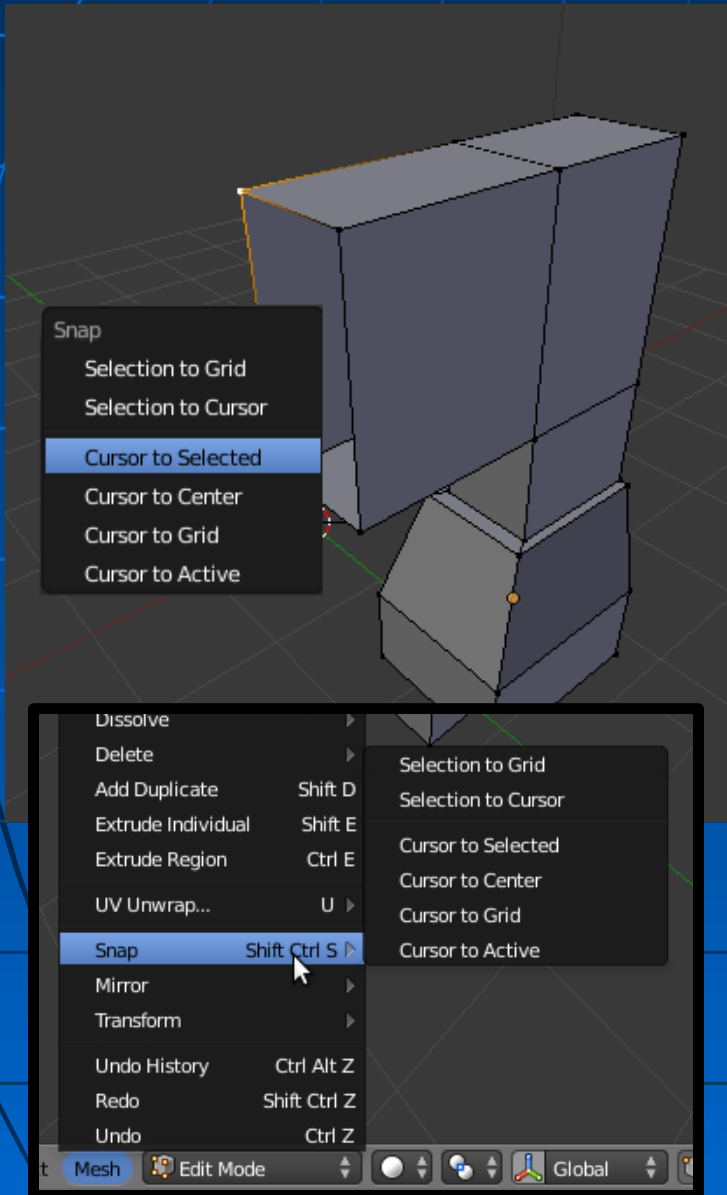 Snap
Selection to Grid
Selection to Cursor
Cursor to Selected
Cursor to Center
Cursor to Grid
Cursor to Active
Dissolve
Delete
Add Duplicate Shift D
Extrude Individual Shift E
Extrude Region Ctrl E
UV Unwrap... U
Snap Shift Ctrl S
Mirror
Transform
Undo History Ctrl Alt Z
Redo Shift Ctrl Z
Undo Ctrl Z
Selection to Grid
Selection to Cursor
Cursor to Selected
Cursor to Center
Cursor to Grid
Cursor to Active
t Mesh Edit Mode Global